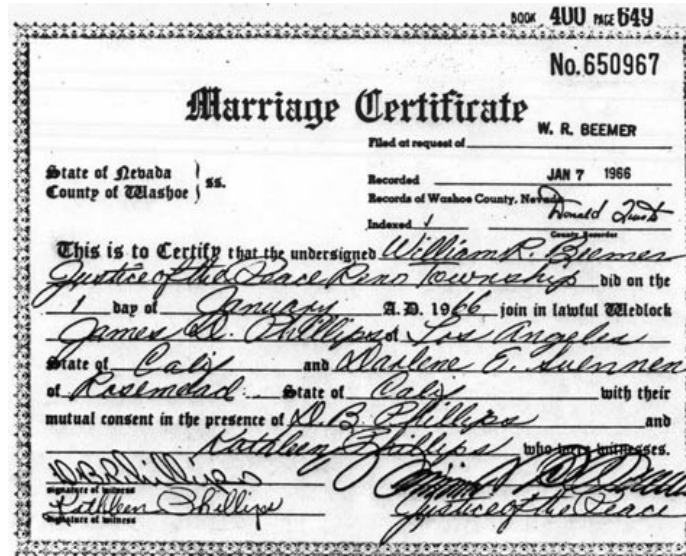 BOOK 400 PAGE 649
No. 650967
Marriage Certificate
Filed at request of W. R. BEEMER
State of Nevada
County of Washoe } ss.
Recorded JAN 7 1966
Records of Washoe County, Nevada
Indexed Donald
County Recorder
This is to Certify that the undersigned William R. Beemer
Justice of the Peace Reno Township did on the
1 day of January A.D. 1966 join in lawful Wedlock
James D. Phillips of Los Angeles
State of Calif and Darlene E. Suennen
of Rosemead State of Calif with their
mutual consent in the presence of D. B. Phillips and
Kathleen Phillips who were witnesses.
D B Phillips
signature of witness
Kathleen Phillips
Signature of witness
Justice of the Peace